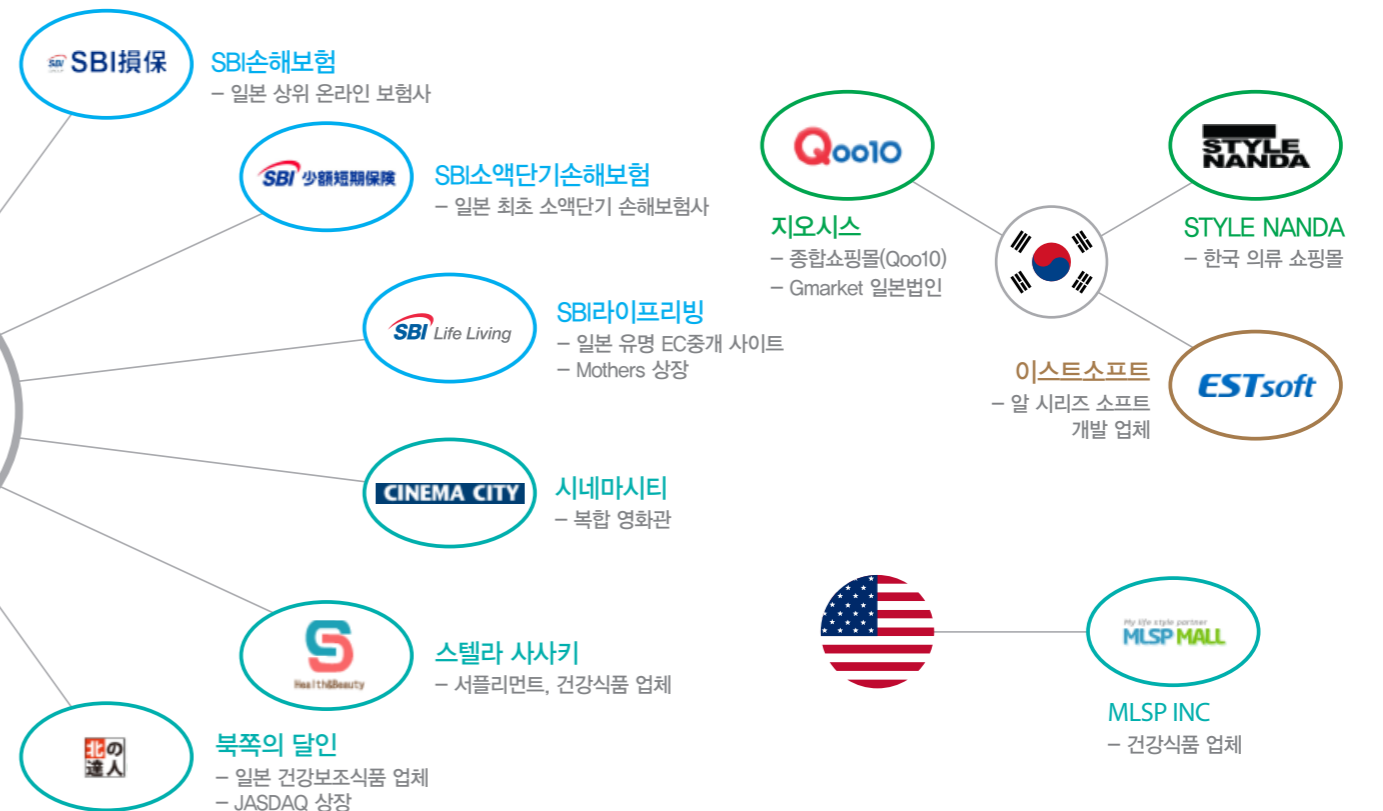 SBI損保
SBI손해보험
– 일본 상위 온라인 보험사
SBI 少額短期保険
SBI소액단기손해보험
– 일본 최초 소액단기 손해보험사
SBI Life Living
SBI라이프리빙
– 일본 유명 EC중개 사이트
– Mothers 상장
CINEMA CITY
시네마시티
– 복합 영화관
S
Health&Beauty
스텔라 사사키
– 서플리먼트, 건강식품 업체
北の
達人
북쪽의 달인
– 일본 건강보조식품 업체
– JASDAQ 상장
Qoo10
지오시스
– 종합쇼핑몰(Qoo10)
– Gmarket 일본법인
STYLE
NANDA
STYLE NANDA
– 한국 의류 쇼핑몰
이스트소프트
– 알 시리즈 소프트
개발 업체
ESTsoft
My life style partner
MLSP MALL
MLSP INC
– 건강식품 업체